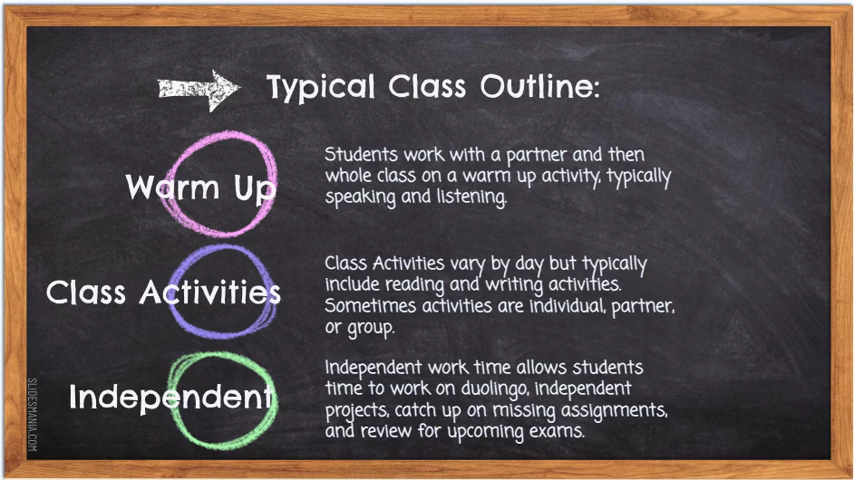 Typical Class Outline:
Warm Up
Students work with a partner and then
whole class on a warm up activity, typically
speaking and listening.
Class Activities
Class Activities vary by day but typically
include reading and writing activities.
Sometimes activities are individual, partner,
or group.
Independent
Independent work time allows students
time to work on duolingo, independent
projects, catch up on missing assignments,
and review for upcoming exams.
SLIDESMANIA.COM